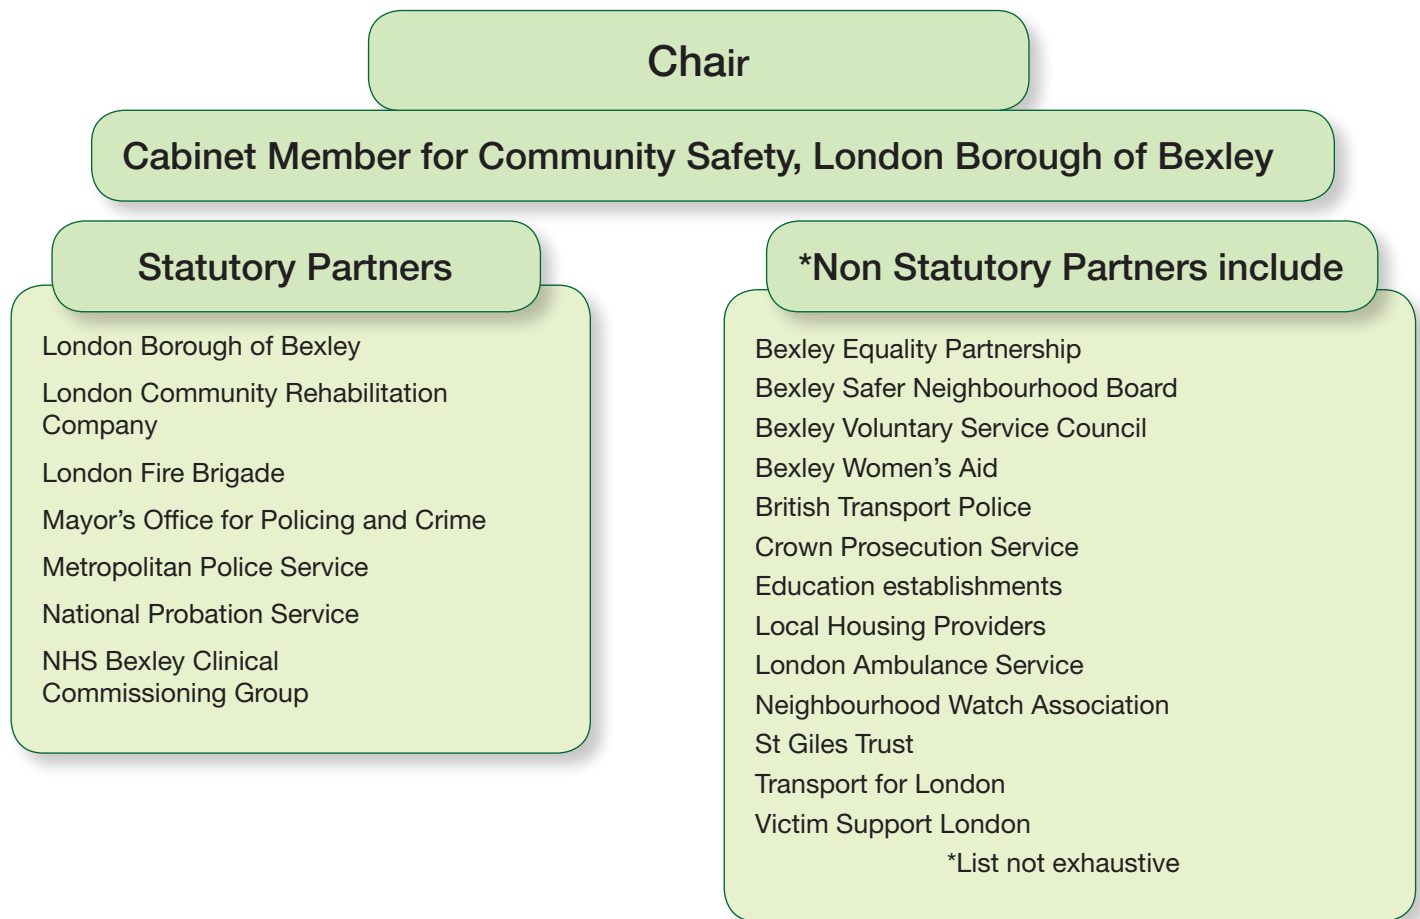 Chair
Cabinet Member for Community Safety, London Borough of Bexley
Statutory Partners
London Borough of Bexley
London Community Rehabilitation
Company
London Fire Brigade
Mayor’s Office for Policing and Crime
Metropolitan Police Service
National Probation Service
NHS Bexley Clinical
Commissioning Group
*Non Statutory Partners include
Bexley Equality Partnership
Bexley Safer Neighbourhood Board
Bexley Voluntary Service Council
Bexley Women’s Aid
British Transport Police
Crown Prosecution Service
Education establishments
Local Housing Providers
London Ambulance Service
Neighbourhood Watch Association
St Giles Trust
Transport for London
Victim Support London
*List not exhaustive